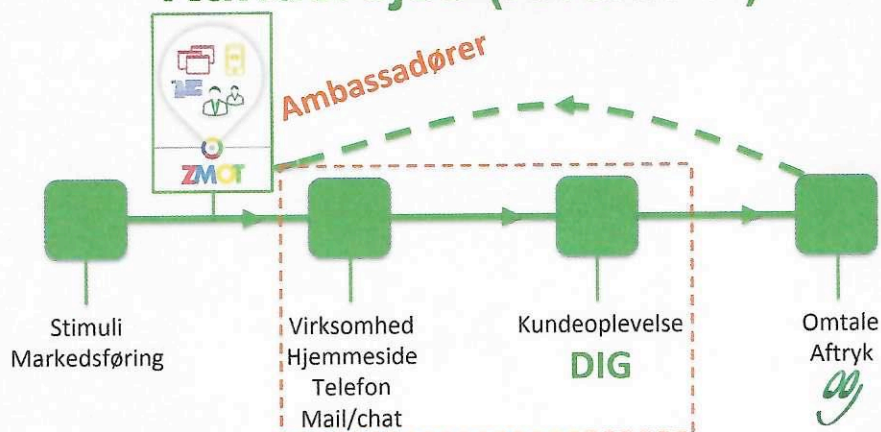 Ambassadører
ZMOT
Stimuli
Markedsføring
Virksomhed
Hjemmeside
Telefon
Mail/chat
Kundeoplevelse
DIG
Omtale
Aftryk